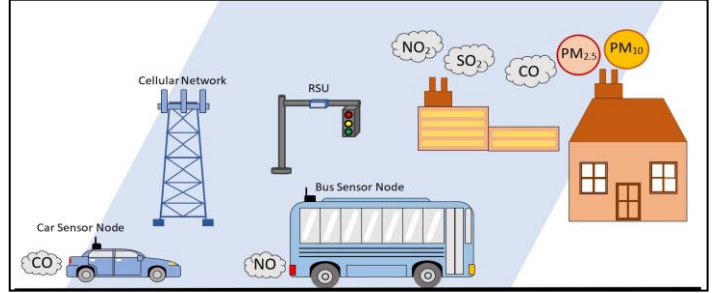 NO₂
SO₂
CO
PM₂.₅
PM₁₀
Cellular Network
RSU
Bus Sensor Node
Car Sensor Node
CO
NO